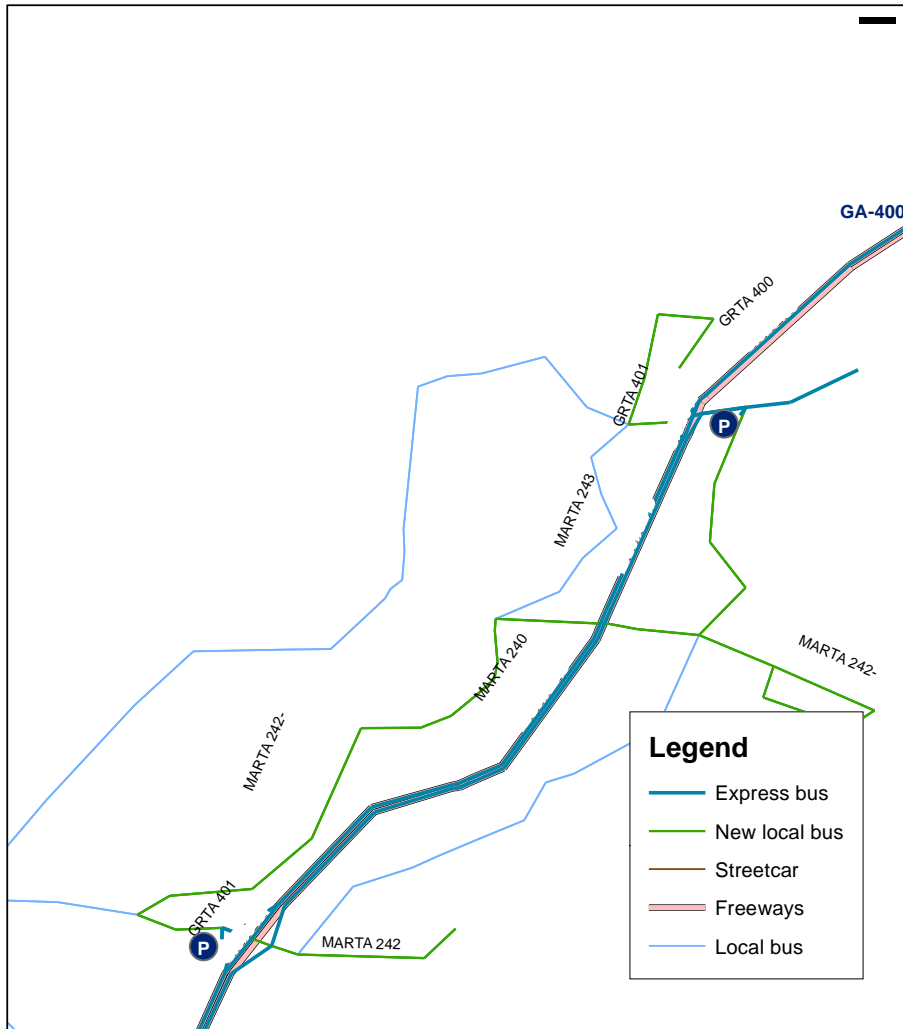 GA-400
GRTA 400
GRTA 401
P
MARTA 243
MARTA 240
MARTA 242-
MARTA 242-
GRTA 401
P
MARTA 242
Legend
Express bus
New local bus
Streetcar
Freeways
Local bus